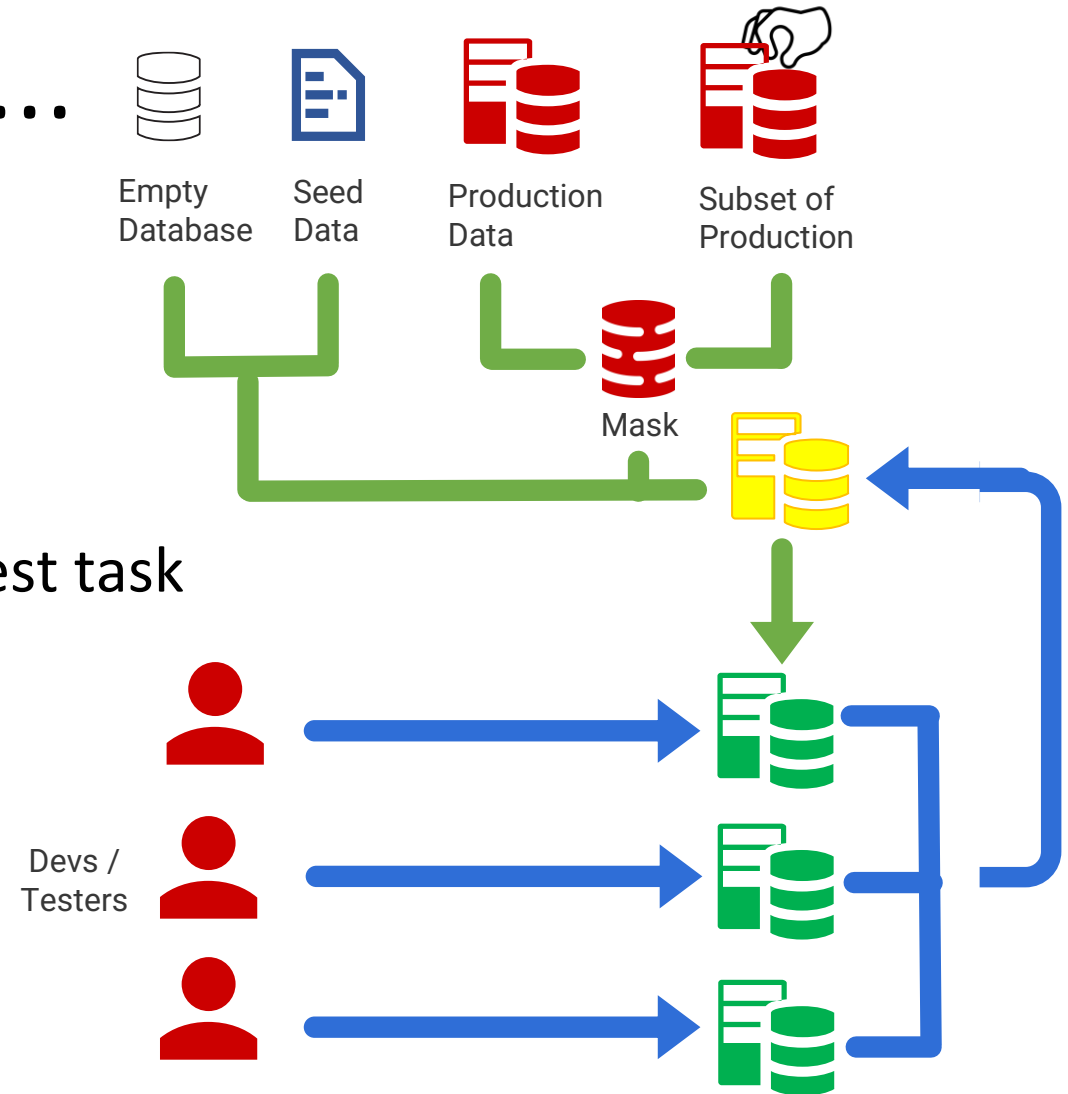 ...
Empty
Database
Seed
Data
Production
Data
Subset of
Production
Mask
est task
Devs /
Testers